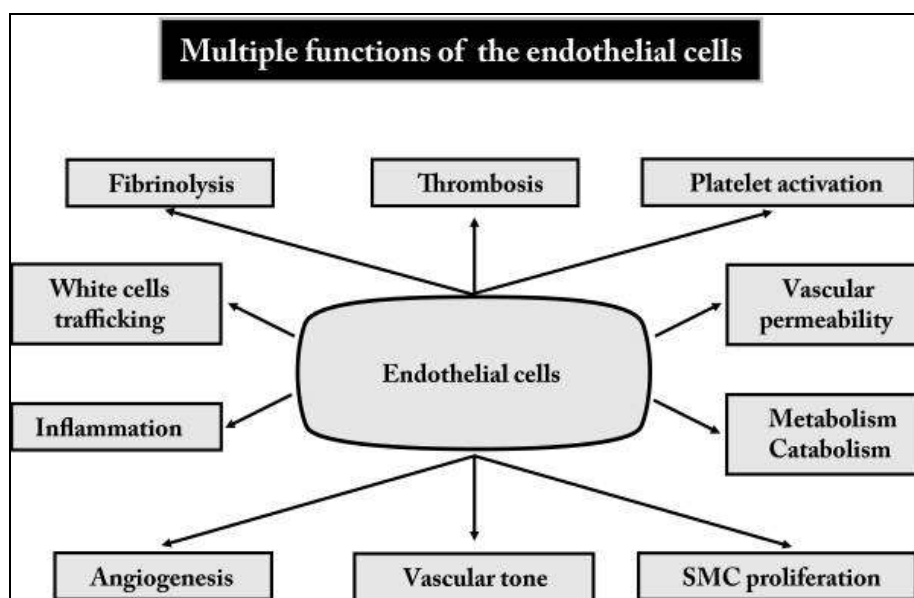 Multiple functions of the endothelial cells
Fibrinolysis
Thrombosis
Platelet activation
White cells
trafficking
Vascular
permeability
Endothelial cells
Inflammation
Metabolism
Catabolism
Angiogenesis
Vascular tone
SMC proliferation